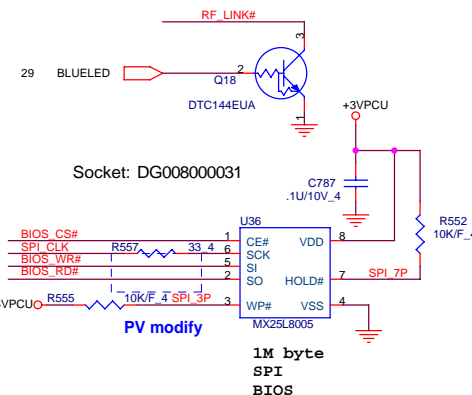 RF_LINK#
3
29 BLUELED
2
Q18
DTC144EUA
1
+3VPCU
Socket: DG008000031
C787
.1U/10V_4
R552
10K/F_4
U36
BIOS_CS# 1 CE# VDD 8
SPI_CLK R557 33_4 6 SCK
BIOS_WR# 5 SI
BIOS_RD# 2 SO HOLD# 7 SPI_7P
3VPCU R555 10K/F_4 SPI_3P 3 WP# VSS 4
PV modify
MX25L8005
1M byte
SPI
BIOS